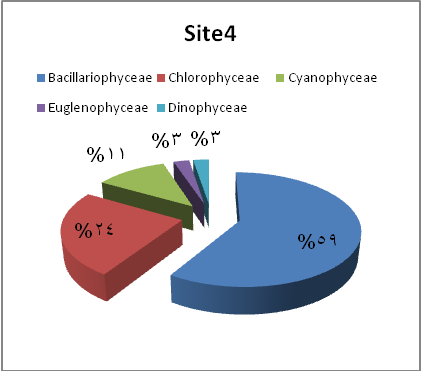 Site4
Bacillariophyceae Chlorophyceae Cyanophyceae
Euglenophyceae Dinophyceae
%٣ %٣
%١١
%٢٤ %٥٩